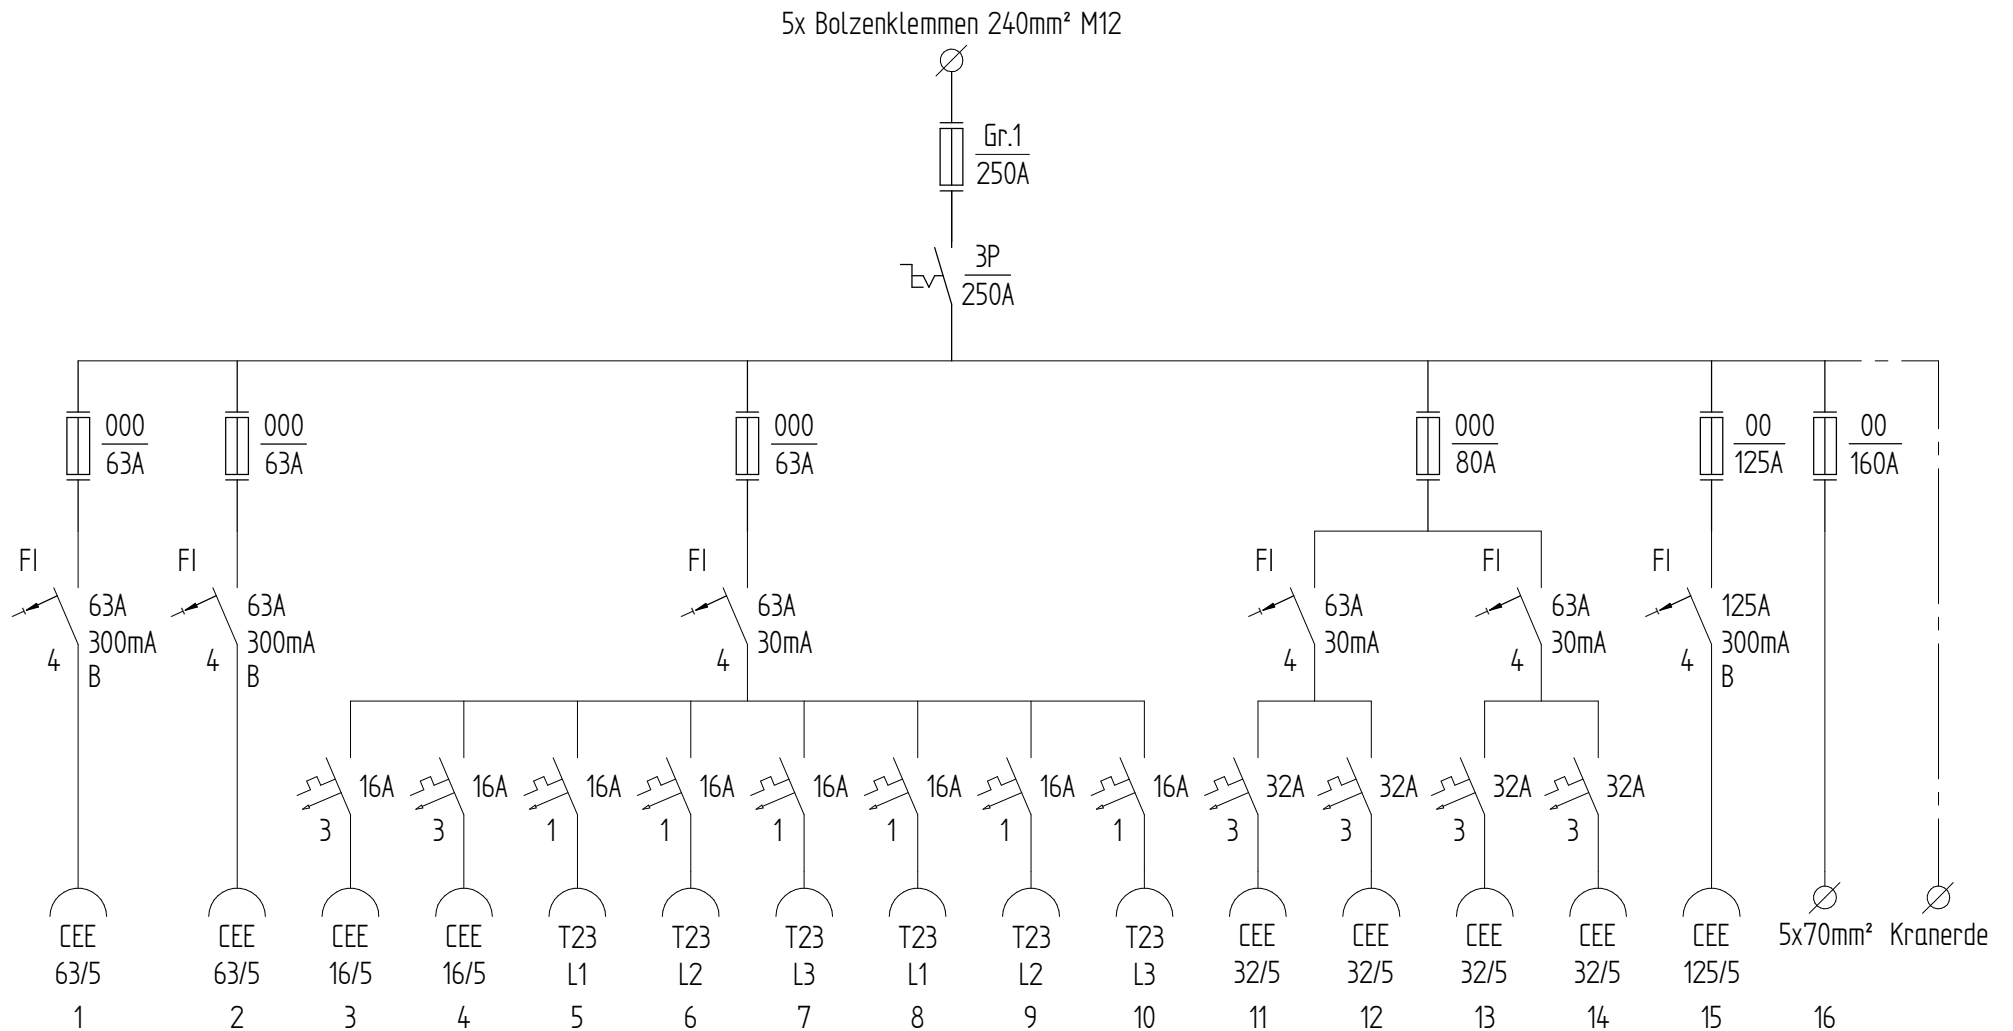 5x Bolzenklemmen 240mm² M12
Gr.1
250A
3P
250A
000 000 000 000 00 00
63A 63A 63A 80A 125A 160A
FI FI FI FI FI FI
63A 63A 63A 63A 63A 125A
300mA 300mA 30mA 30mA 30mA 300mA
4 4 4 4 4 4
B B B
16A 16A 16A 16A 16A 16A 16A 16A 32A 32A 32A 32A
3 3 1 1 1 1 1 1 3 3 3 3
CEE CEE CEE CEE T23 T23 T23 T23 T23 T23 CEE CEE CEE CEE CEE 5x70mm² Kranerde
63/5 63/5 16/5 16/5 L1 L2 L3 L1 L2 L3 32/5 32/5 32/5 32/5 125/5
1 2 3 4 5 6 7 8 9 10 11 12 13 14 15 16